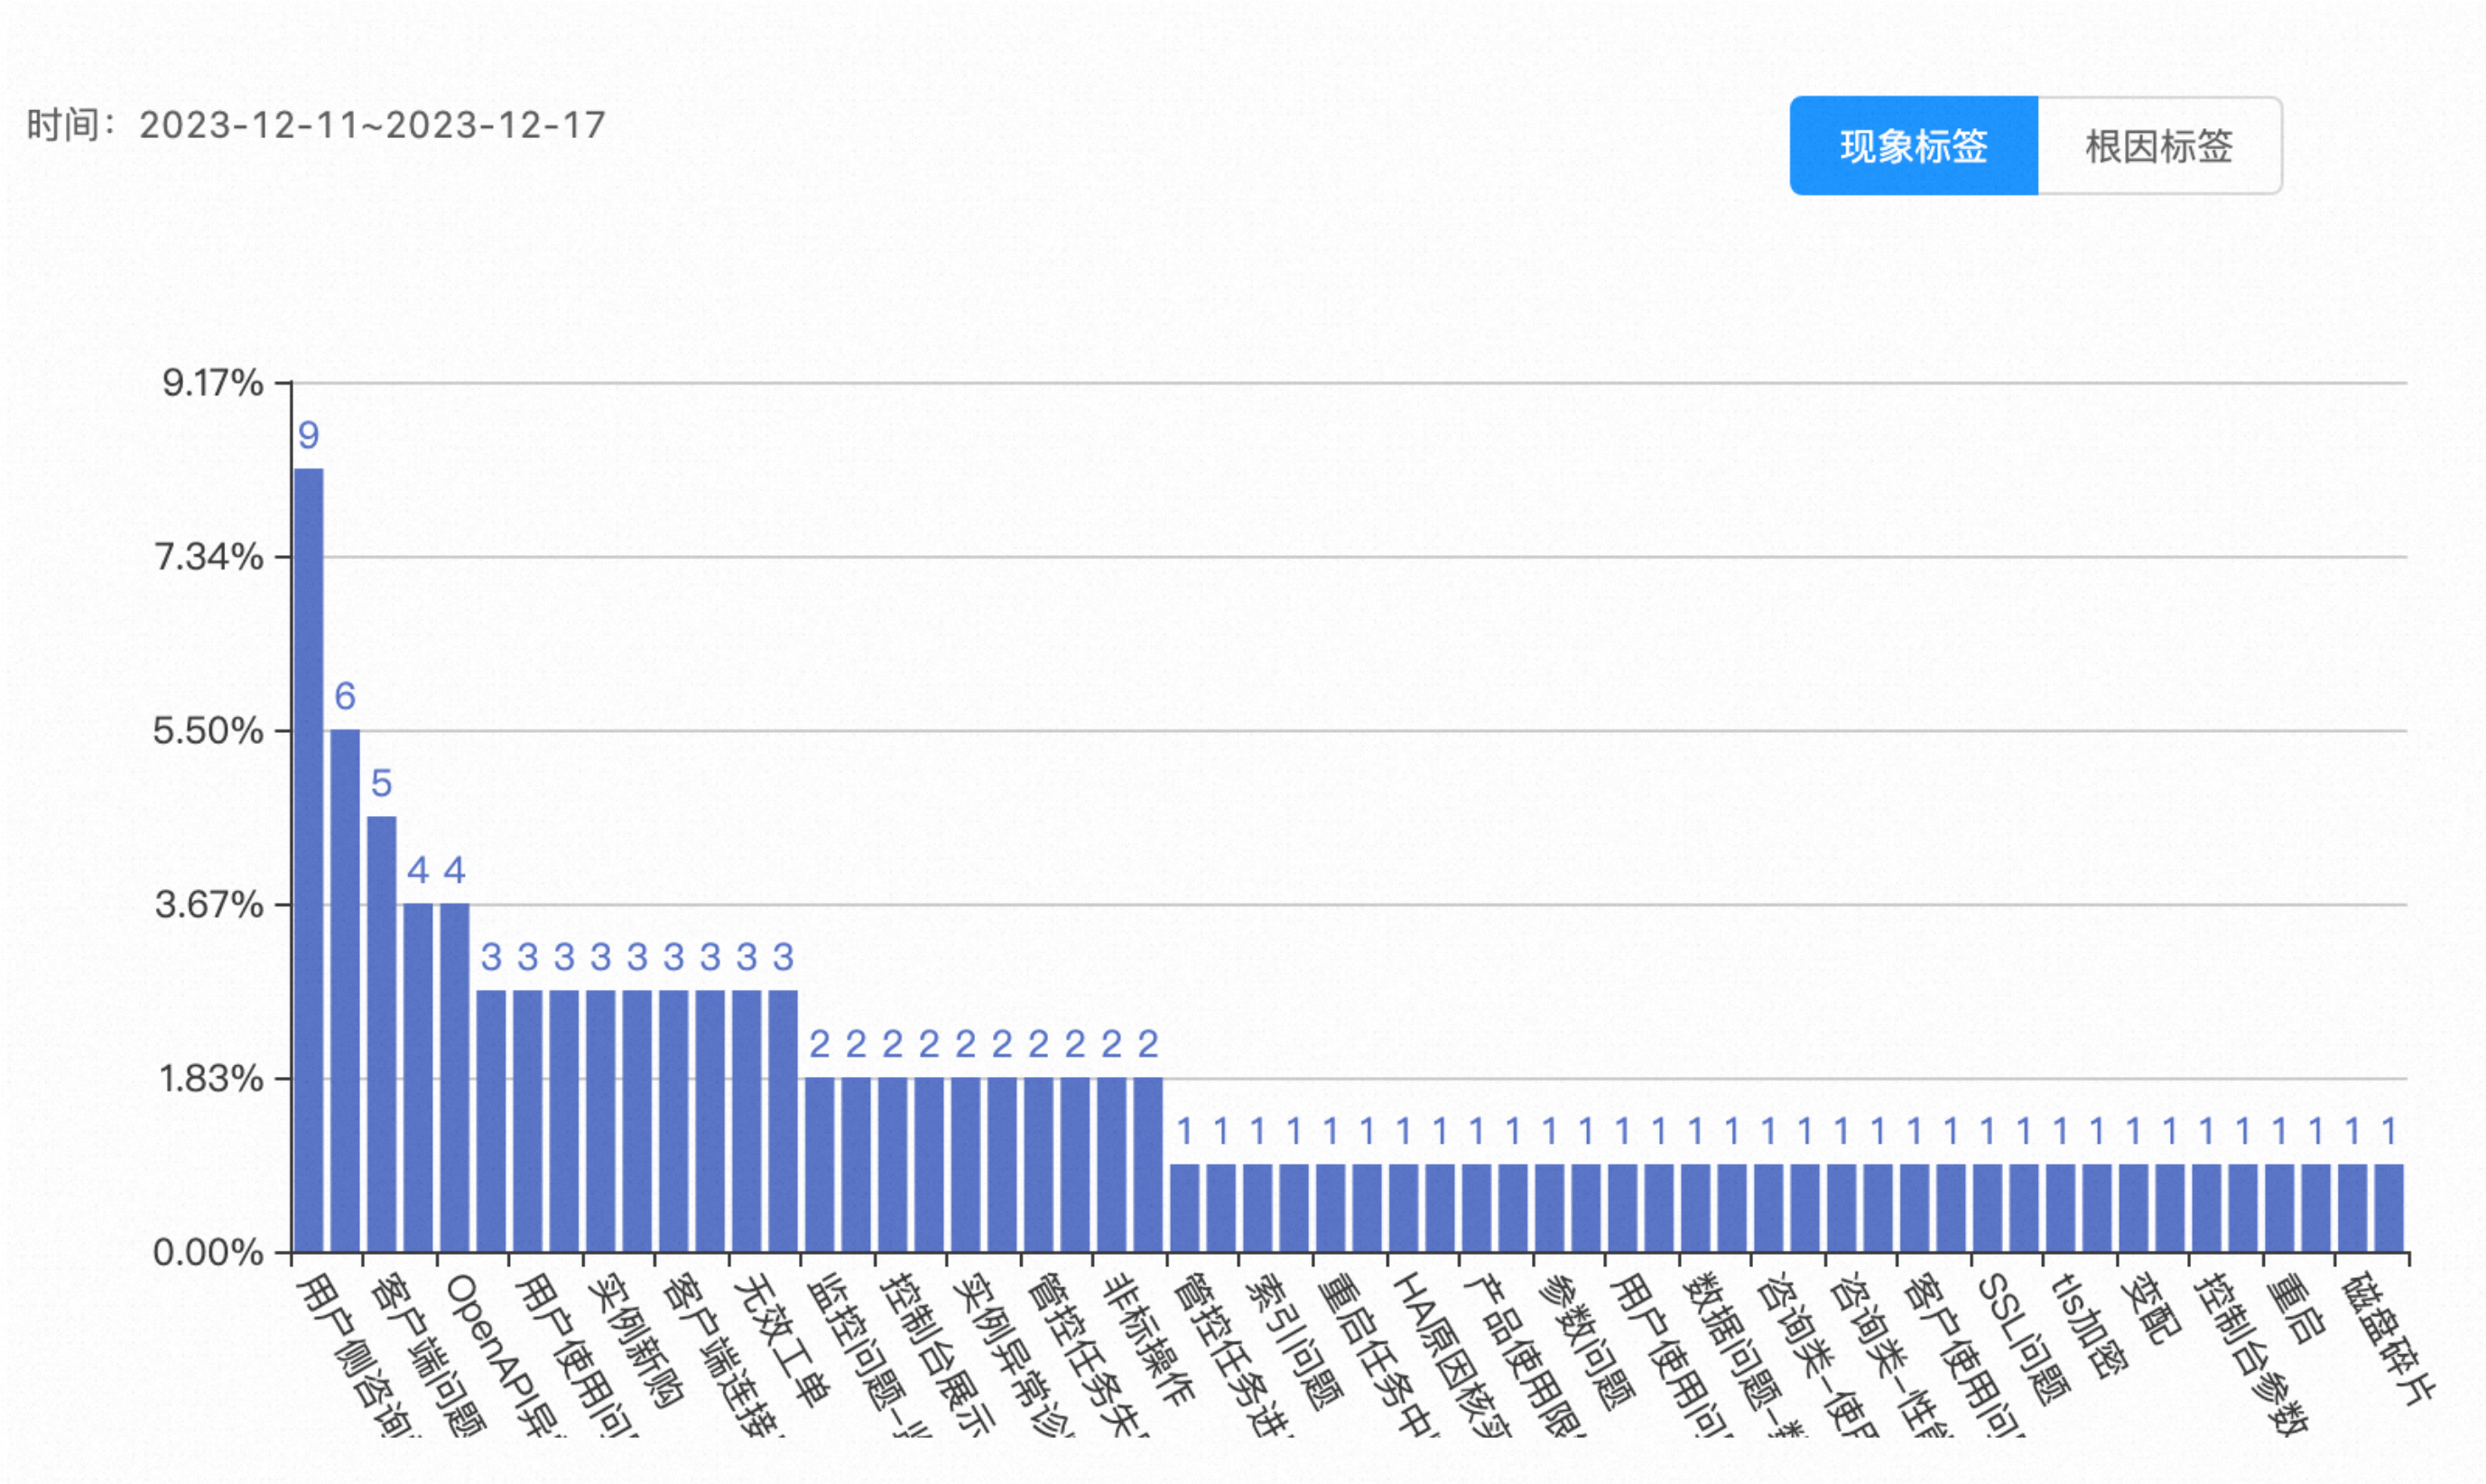 时间：2023-12-11~2023-12-17
现象标签 根因标签
9.17%
7.34%
5.50%
3.67%
1.83%
0.00%
9
6
5
4 4
3 3 3 3 3 3 3 3 3
2 2 2 2 2 2 2 2 2 2
1 1 1 1 1 1 1 1 1 1 1 1 1 1 1 1 1 1 1 1 1 1 1 1 1 1 1 1 1 1 1 1 1 1
用户侧咨询
客户端问题
OpenAPI异
用户使用问
实例新购
客户端连接
无效工单
监控问题-
控制台展示
实例异常诊
管控任务失
非标操作
管控任务进
索引问题
重启任务中
HA原因核实
产品使用限
参数问题
用户使用问
数据问题-
咨询类-使用
咨询类-性能
客户使用问
SSL问题
tls加密
变配
控制台参数
重启
磁盘碎片